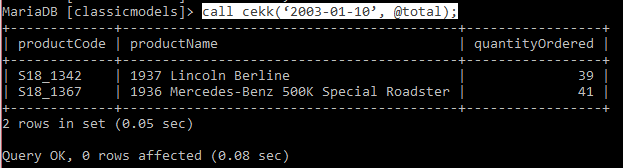 MariaDB [classicmodels]> call cekk(‘2003-01-10’, @total);
+-------------+---------------------------------------------+-----------------+
| productCode | productName                                 | quantityOrdered |
+-------------+---------------------------------------------+-----------------+
| S18_1342    | 1937 Lincoln Berline                        |              39 |
| S18_1367    | 1936 Mercedes-Benz 500K Special Roadster    |              41 |
+-------------+---------------------------------------------+-----------------+
2 rows in set (0.05 sec)
Query OK, 0 rows affected (0.08 sec)